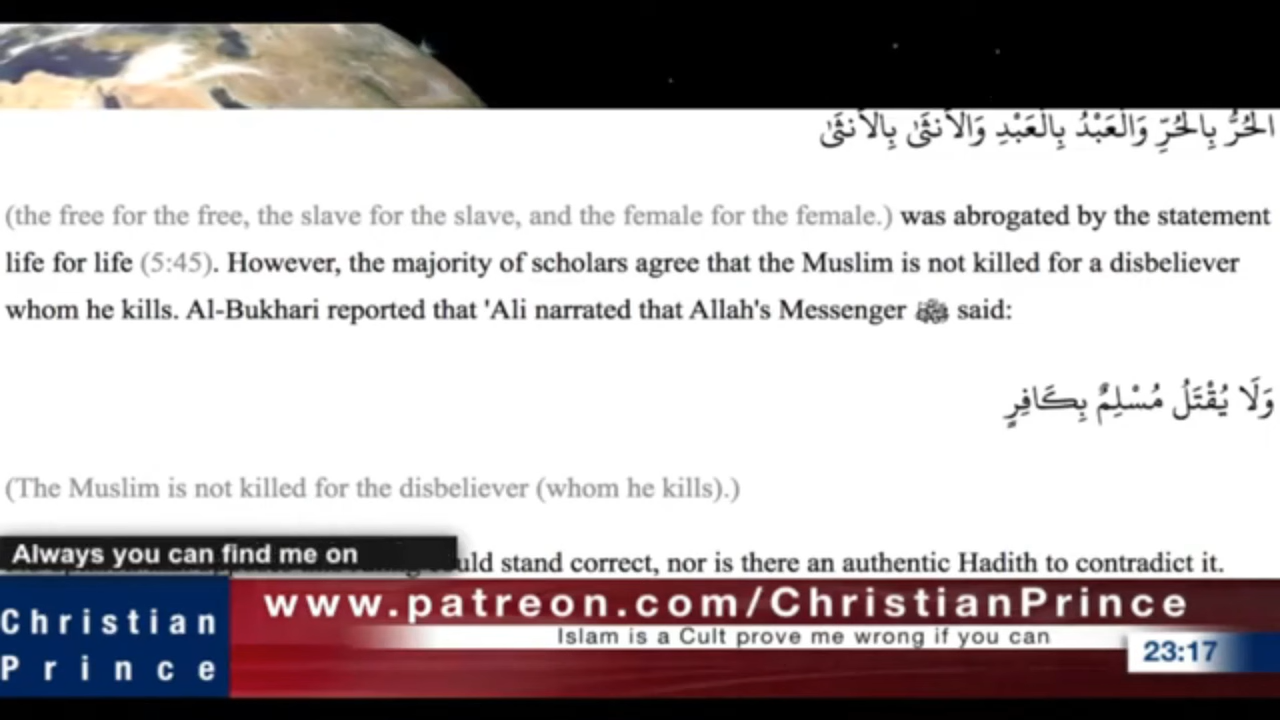 الْحُرُّ بِالْحُرِّ وَالْعَبْدُ بِالْعَبْدِ وَالْأُنثَىٰ بِالْأُنثَىٰ
(the free for the free, the slave for the slave, and the female for the female.) was abrogated by the statement
life for life (5:45). However, the majority of scholars agree that the Muslim is not killed for a disbeliever
whom he kills. Al-Bukhari reported that 'Ali narrated that Allah's Messenger ﷺ said:
وَلَا يُقْتَلُ مُسْلِمٌ بِكَافِرٍ
(The Muslim is not killed for the disbeliever (whom he kills).)
stand correct, nor is there an authentic Hadith to contradict it.
Always you can find me on
www.patreon.com/ChristianPrince
Islam is a Cult prove me wrong if you can
Christian
Prince
23:17